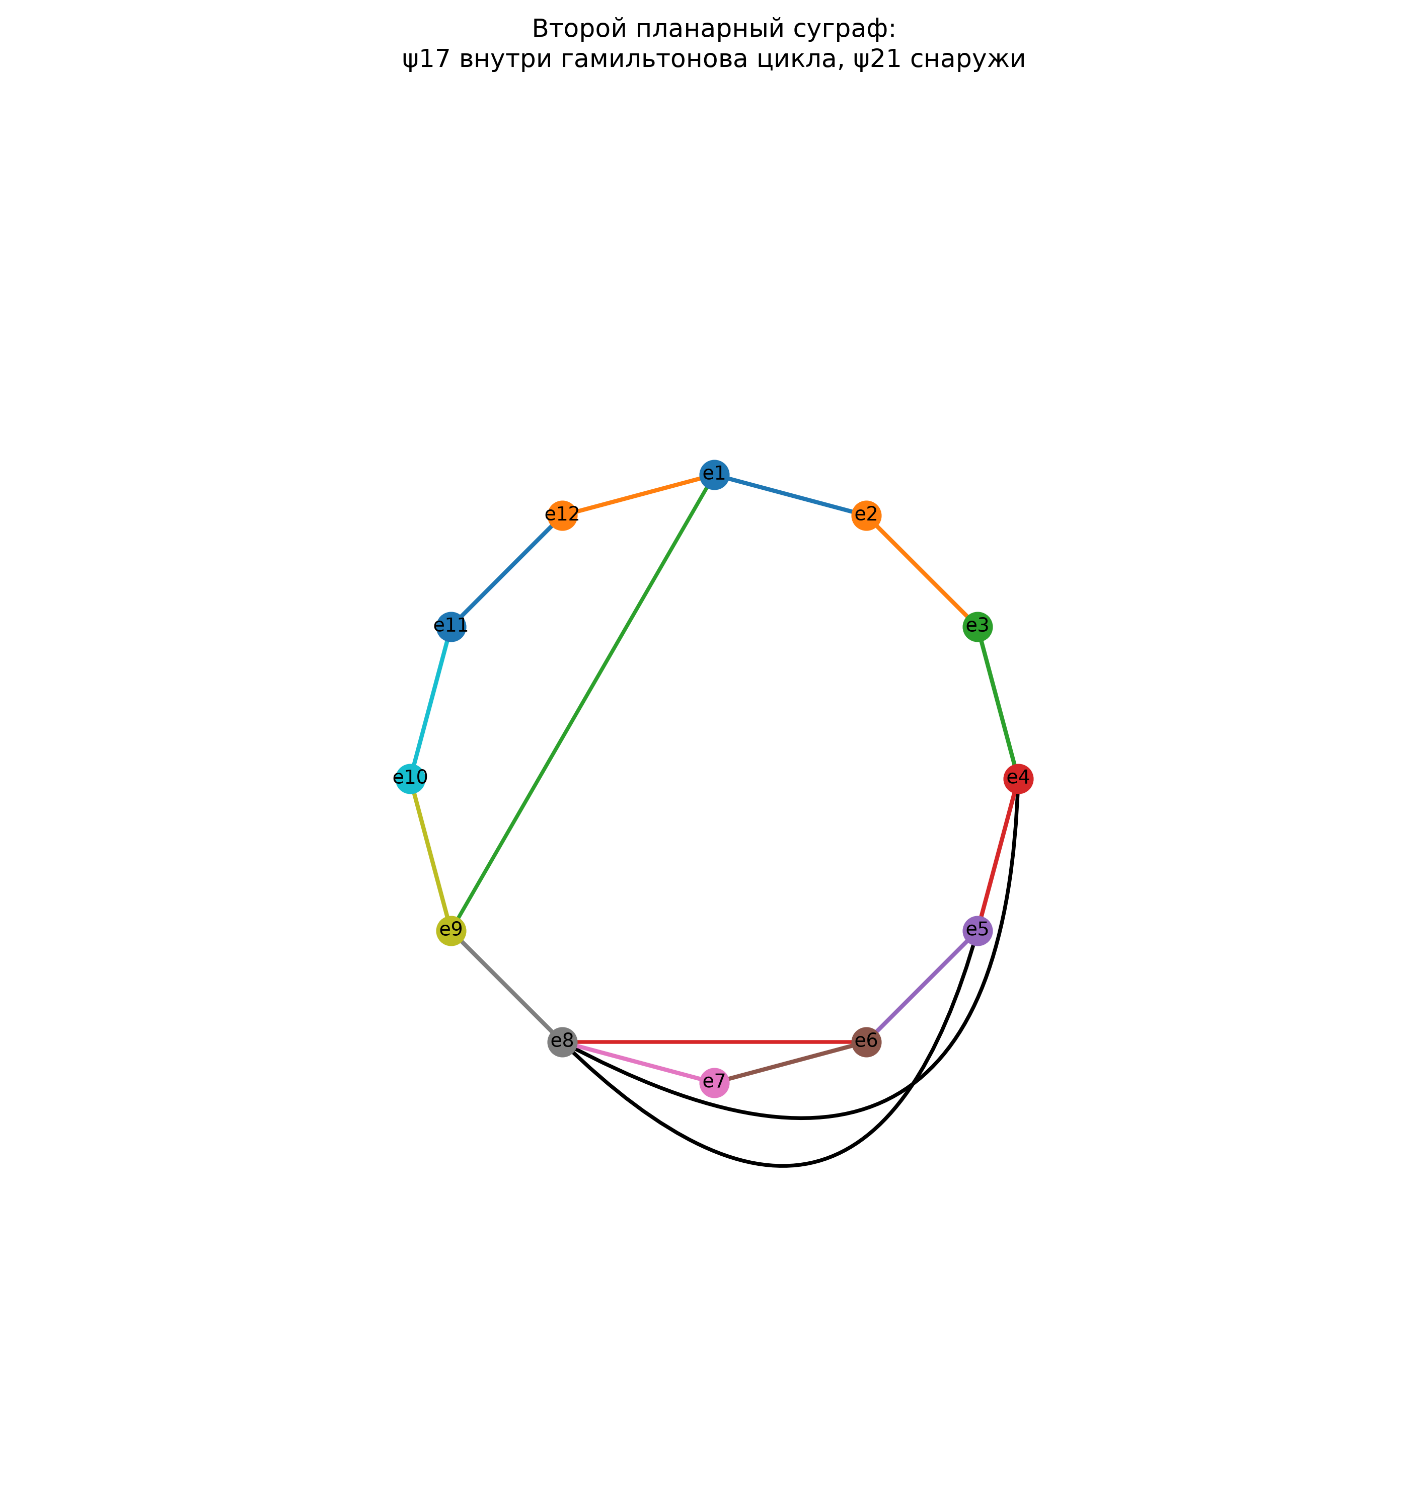 Второй планарный суграф:
ψ17 внутри гамильтонова цикла, ψ21 снаружи
e1
e12
e2
e11
e3
e10
e4
e9
e5
e8
e6
e7